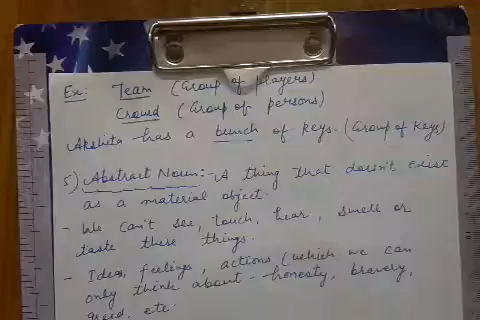 Ex: Team (Group of players)
Crowd (Group of persons)
Akshita has a bunch of keys. (Group of keys)
5) Abstract Noun:- A thing that doesn't exist
as a material object.
- We can't see, touch, hear, smell or
taste these things.
- Ideas, feelings, actions (which we can
only think about - honesty, bravery,
greed, etc.